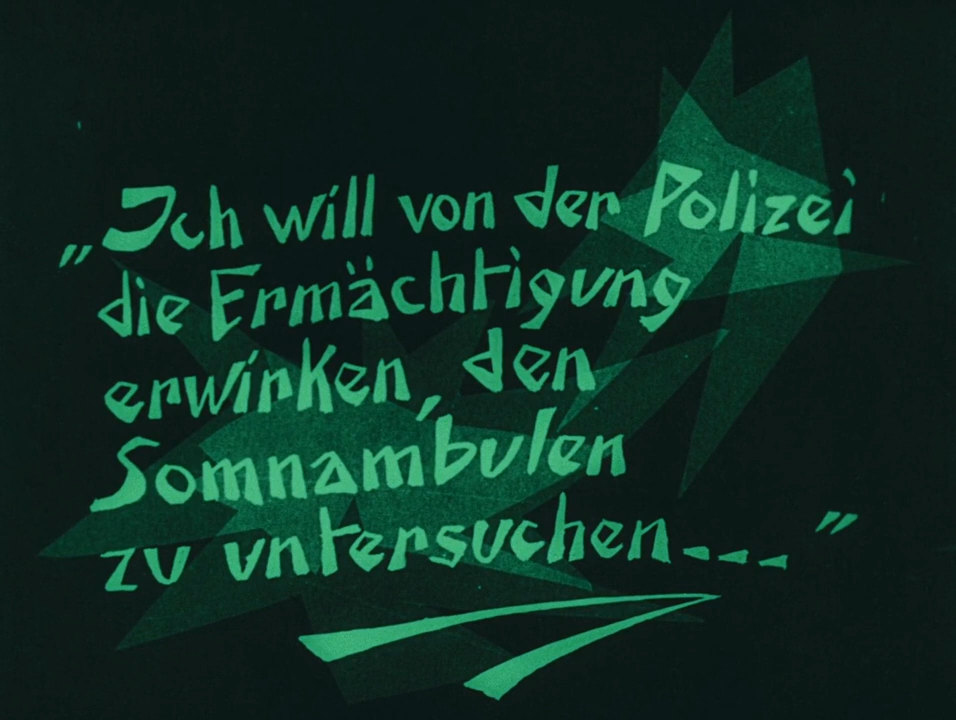 „Ich will von der Polizei
die Ermächtigung
erwirken, den
Somnambulen
zu untersuchen---”